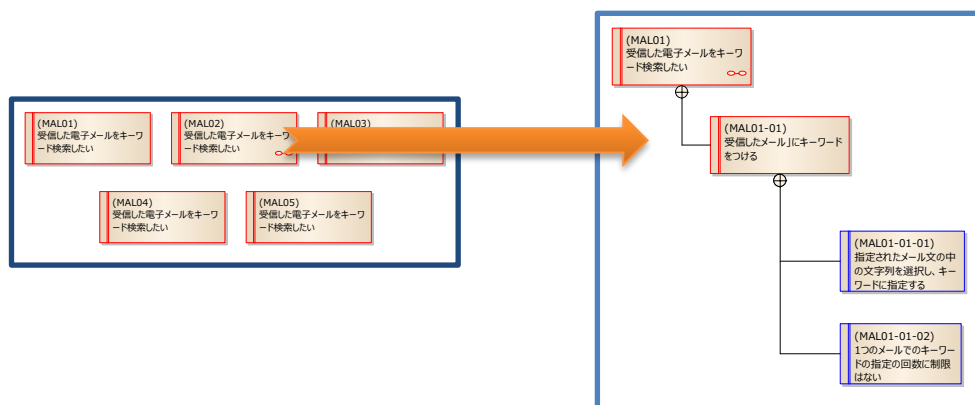 (MAL01)
受信した電子メールをキーワ
ード検索したい
(MAL02)
受信した電子メールをキーワ
ード検索したい
(MAL03)
(MAL04)
受信した電子メールをキーワ
ード検索したい
(MAL05)
受信した電子メールをキーワ
ード検索したい
(MAL01)
受信した電子メールをキーワ
ード検索したい
(MAL01-01)
受信したメール」にキーワード
をつける
(MAL01-01-01)
指定されたメール文の中
の文字列を選択し、キー
ワードに指定する
(MAL01-01-02)
1つのメールでのキーワー
ドの指定の回数に制限
はない